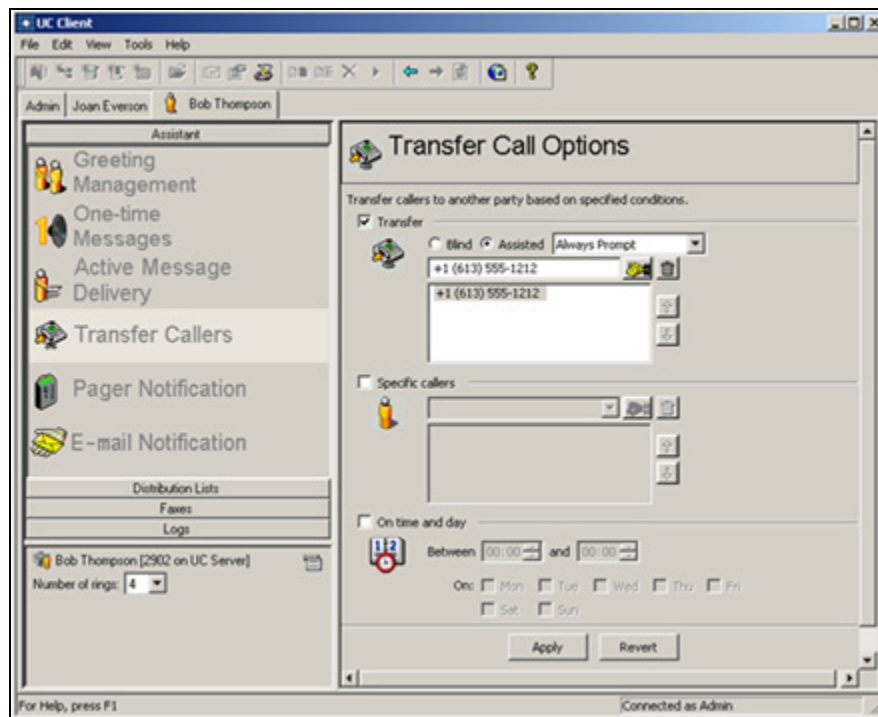 UC Client
File Edit View Tools Help
Admin Joan Everson Bob Thompson
Assistant
Greeting
Management
One-time
Messages
Active Message
Delivery
Transfer Callers
Pager Notification
E-mail Notification
Distribution Lists
Faxes
Logs
Bob Thompson [2902 on UC Server]
Number of rings: 4
Transfer Call Options
Transfer callers to another party based on specified conditions.
Transfer
Blind Assisted Always Prompt
+1 (613) 555-1212
+1 (613) 555-1212
Specific callers
On time and day
12
Between 00:00 and 00:00
On: Mon Tue Wed Thu Fri
Sat Sun
Apply Revert
For Help, press F1
Connected as Admin